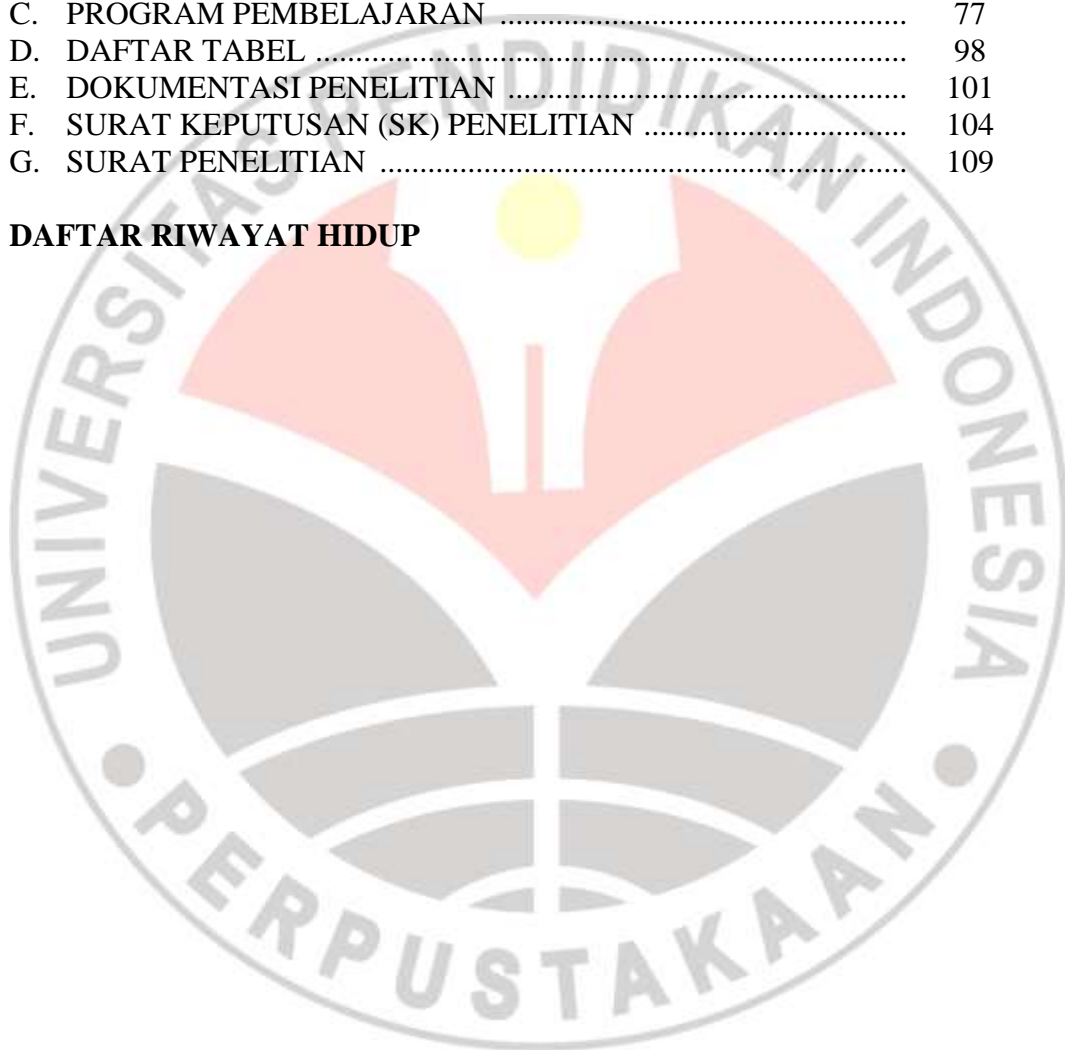 C. PROGRAM PEMBELAJARAN ................................................ 77
D. DAFTAR TABEL ........................................................................ 98
E. DOKUMENTASI PENELITIAN ................................................ 101
F. SURAT KEPUTUSAN (SK) PENELITIAN ................................ 104
G. SURAT PENELITIAN ................................................................ 109
DAFTAR RIWAYAT HIDUP
UNIVERSITAS PENDIDIKAN INDONESIA
PERPUSTAKAAN